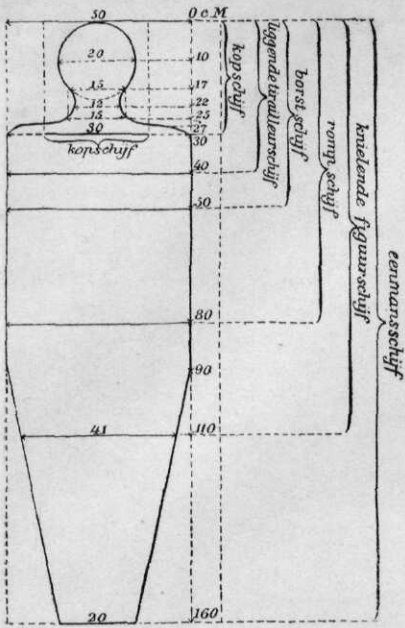 50 0 c.M
20 10
15 17
12 22
15 25
27
30 30
kopschijf
40
50
80
90
41 110
20 160
kopschijf
liggende tirailleurschijf
borstschijf
rompschijf
knielende figuurschijf
eenmansschijf